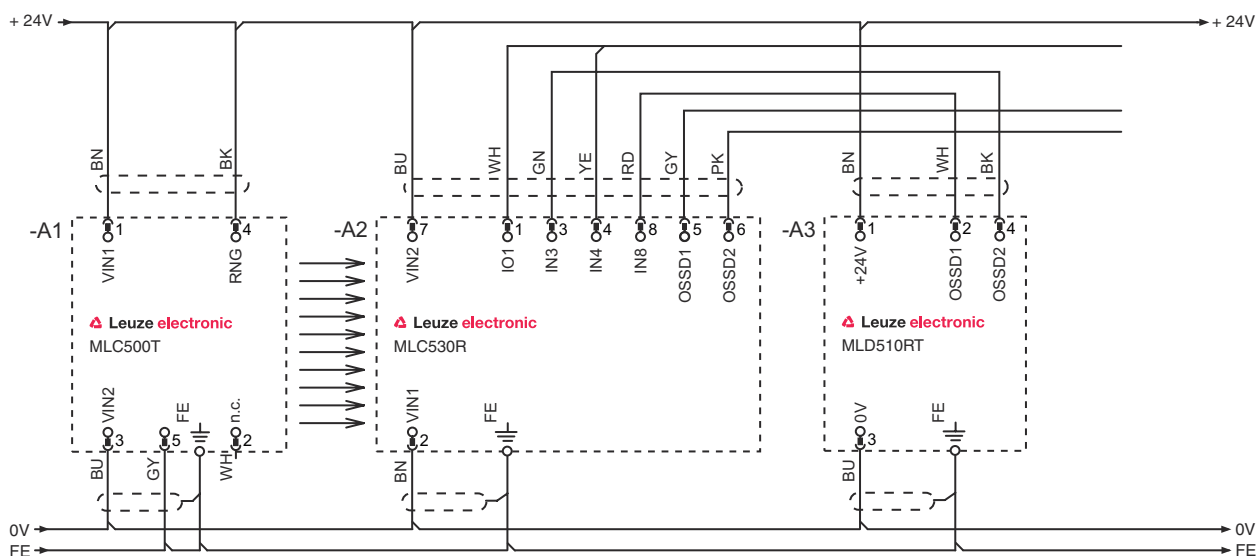 + 24V
+ 24V
BN
BK
BU
WH
GN
YE
RD
GY
PK
BN
WH
BK
-A1
1
4
-A2
7
1
3
4
8
5
6
-A3
1
2
4
VIN1
RNG
VIN2
IO1
IN3
IN4
IN8
OSSD1
OSSD2
+24V
OSSD1
OSSD2
Leuze electronic
MLC500T
Leuze electronic
MLC530R
Leuze electronic
MLD510RT
VIN2
FE
n.c.
VIN1
FE
0V
FE
3
5
2
2
3
BU
GY
WH
BN
BU
0V
0V
FE
FE